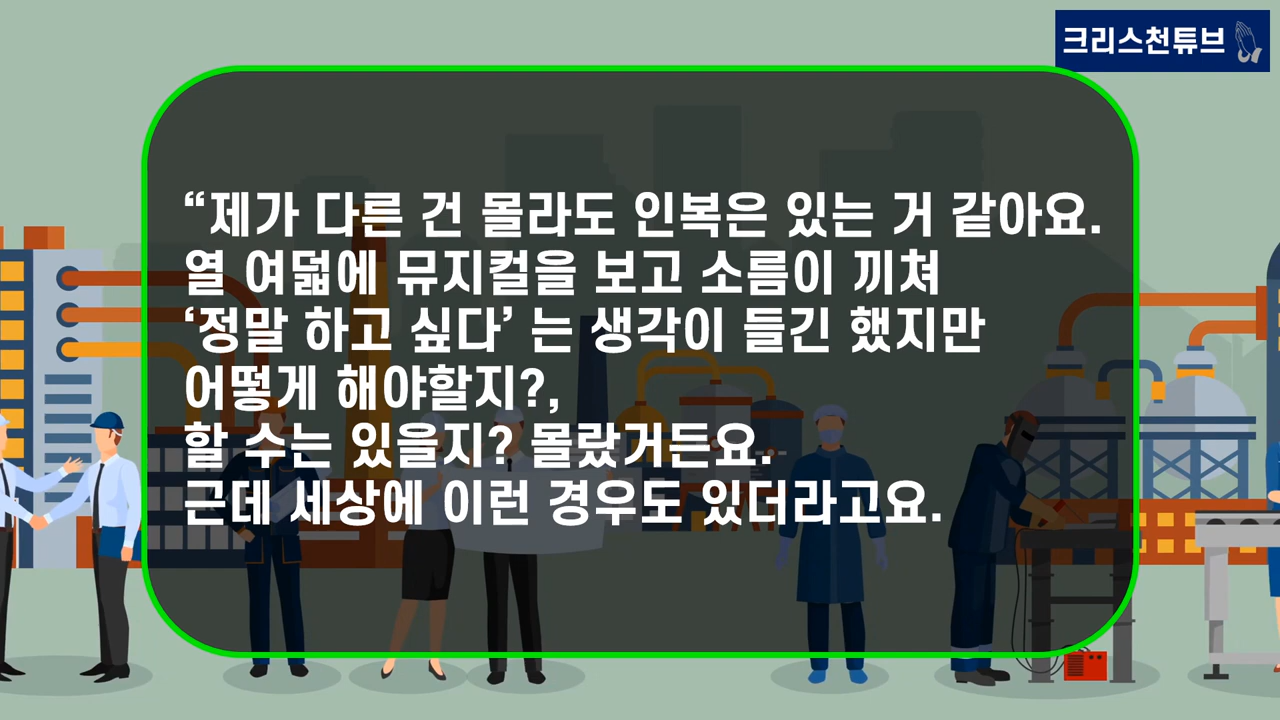 크리스천튜브
“제가 다른 건 몰라도 인복은 있는 거 같아요.
열 여덟에 뮤지컬을 보고 소름이 끼쳐
‘정말 하고 싶다’ 는 생각이 들긴 했지만
어떻게 해야할지?,
할 수는 있을지? 몰랐거든요.
근데 세상에 이런 경우도 있더라고요.